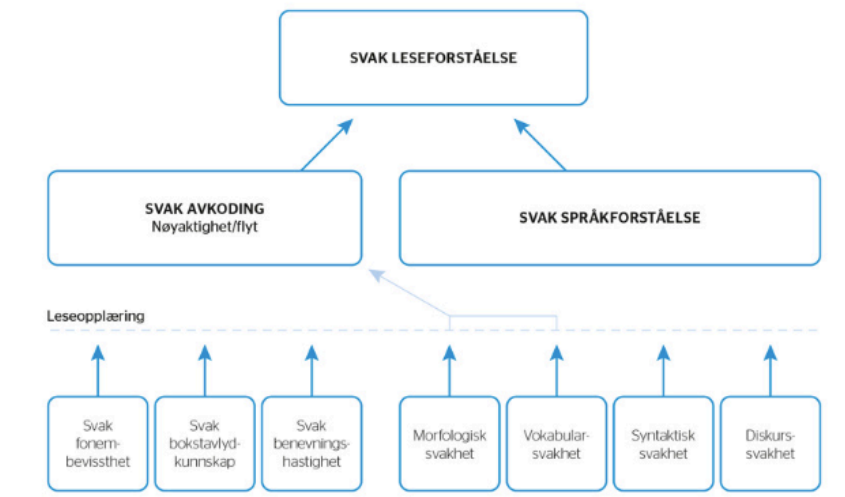 SVAK LESEFORSTÅELSE
SVAK AVKODING
Nøyaktighet/flyt
SVAK SPRÅKFORSTÅELSE
Leseopplæring
Svak
fonem-
bevissthet
Svak
bokstavlyd-
kunnskap
Svak
benevnings-
hastighet
Morfologisk
svakhet
Vokabular-
svakhet
Syntaktisk
svakhet
Diskurs-
svakhet